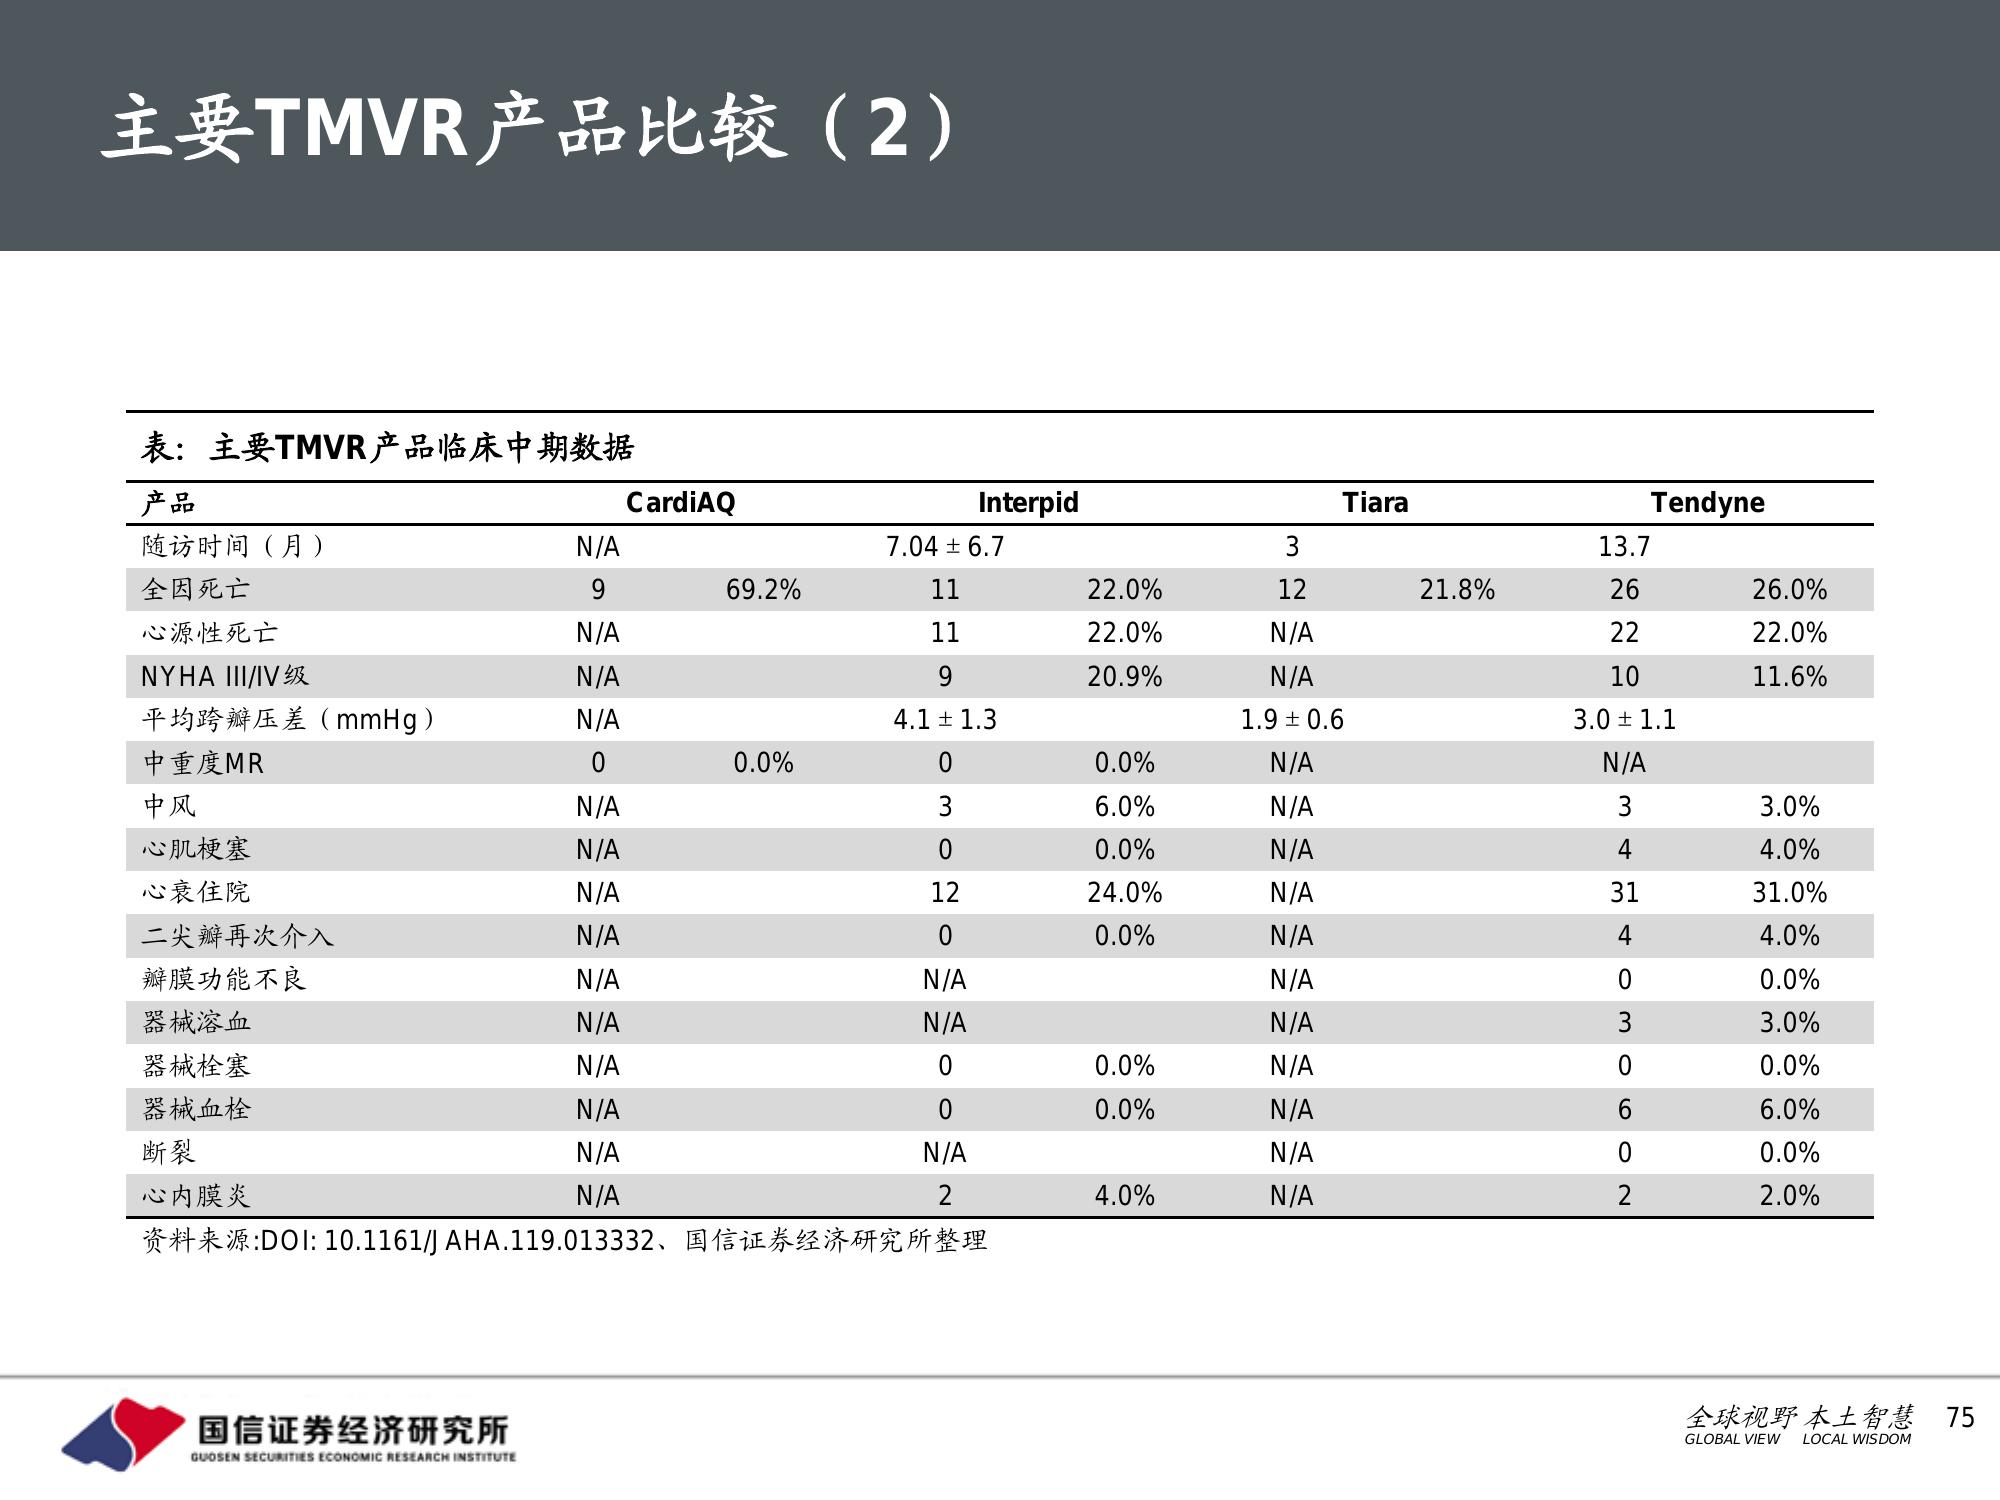 主要TMVR产品比较（2）
表： 主要TMVR产品临床中期数据
产品 CardiAQ Interpid Tiara Tendyne
随访时间（月） N/A 7.04 ± 6.7 3 13.7
全因死亡 9 69.2% 11 22.0% 12 21.8% 26 26.0%
心源性死亡 N/A 11 22.0% N/A 22 22.0%
NYHA III/IV级 N/A 9 20.9% N/A 10 11.6%
平均跨瓣压差（mmHg） N/A 4.1 ± 1.3 1.9 ± 0.6 3.0 ± 1.1
中重度MR 0 0.0% 0 0.0% N/A N/A
中风 N/A 3 6.0% N/A 3 3.0%
心肌梗塞 N/A 0 0.0% N/A 4 4.0%
心衰住院 N/A 12 24.0% N/A 31 31.0%
二尖瓣再次介入 N/A 0 0.0% N/A 4 4.0%
瓣膜功能不良 N/A N/A N/A 0 0.0%
器械溶血 N/A N/A N/A 3 3.0%
器械栓塞 N/A 0 0.0% N/A 0 0.0%
器械血栓 N/A 0 0.0% N/A 6 6.0%
断裂 N/A N/A N/A 0 0.0%
心内膜炎 N/A 2 4.0% N/A 2 2.0%
资料来源:DOI: 10.1161/JAHA.119.013332、国信证券经济研究所整理
国信证券经济研究所
GUOSEN SECURITIES ECONOMIC RESEARCH INSTITUTE
全球视野 本土智慧 75
GLOBAL VIEW LOCAL WISDOM